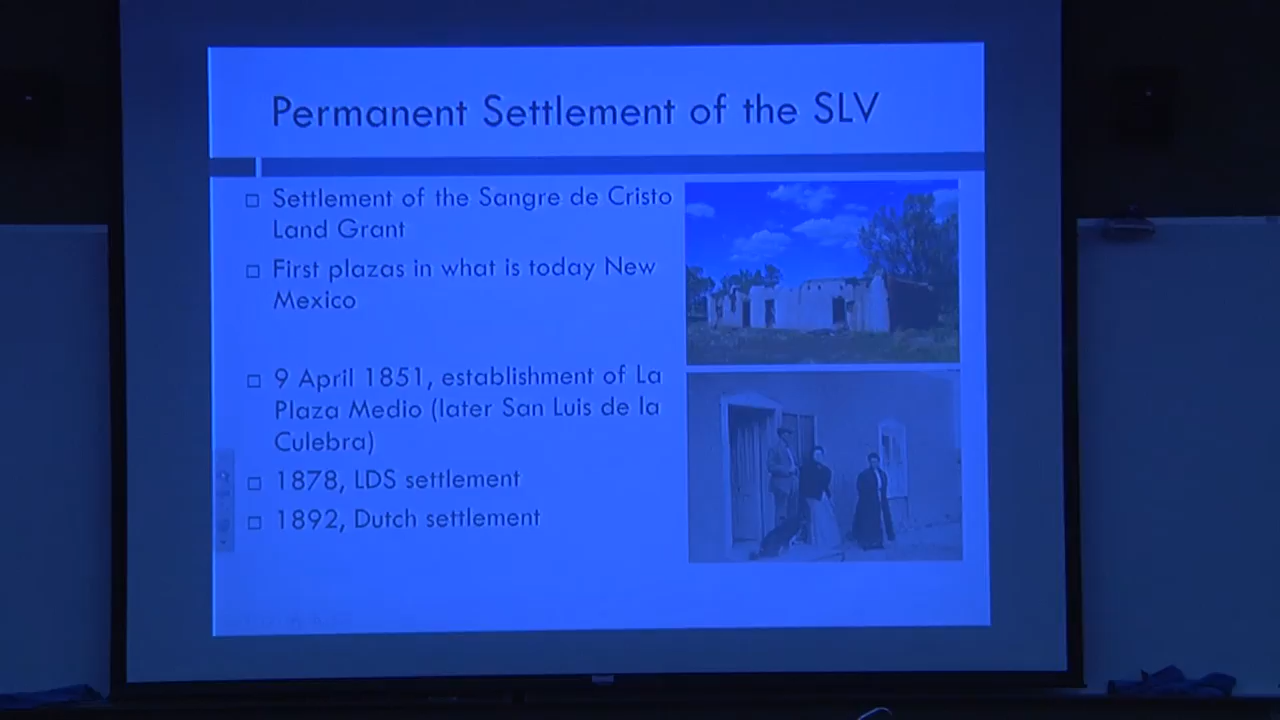 Permanent Settlement of the SLV
Settlement of the Sangre de Cristo
Land Grant
First plazas in what is today New
Mexico
9 April 1851, establishment of La
Plaza Medio (later San Luis de la
Culebra)
1878, LDS settlement
1892, Dutch settlement